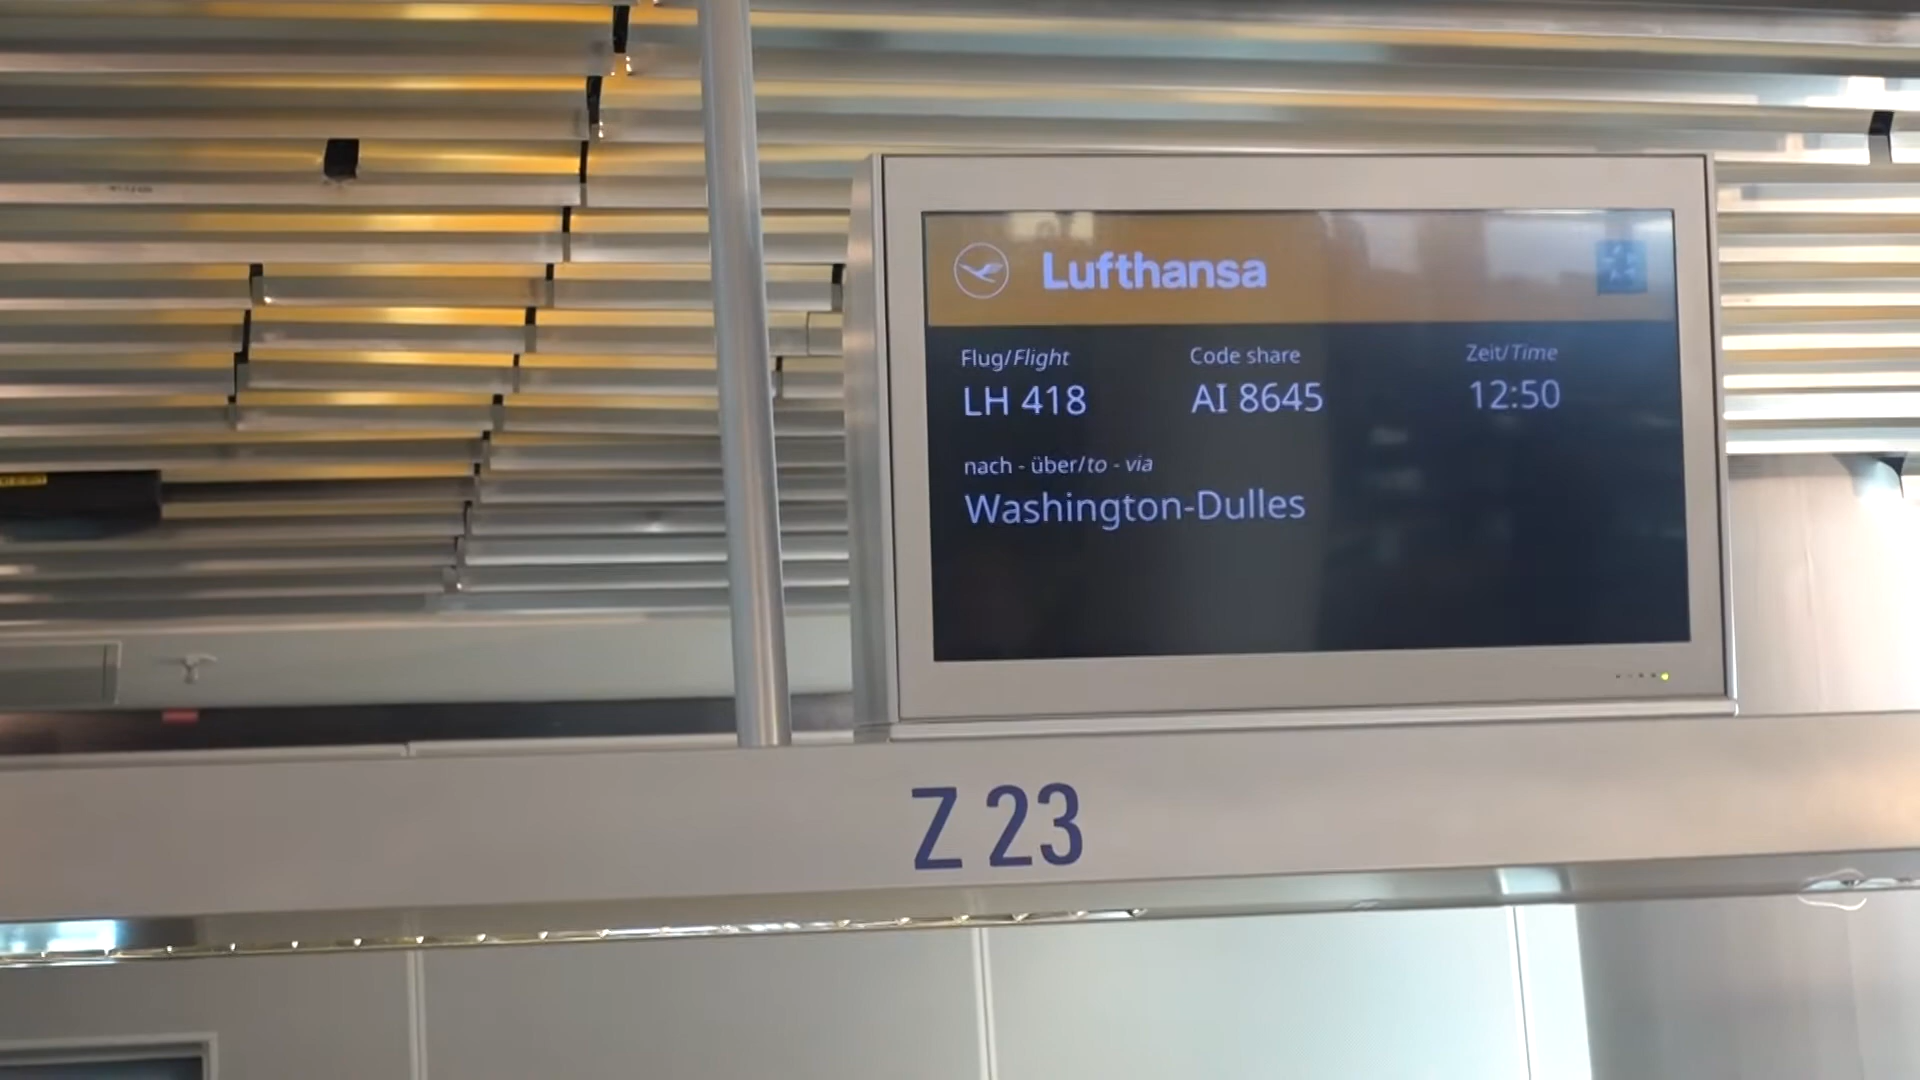 Lufthansa
Flug/Flight Code share Zeit/Time
LH 418 AI 8645 12:50
nach - über/to - via
Washington-Dulles
Z 23